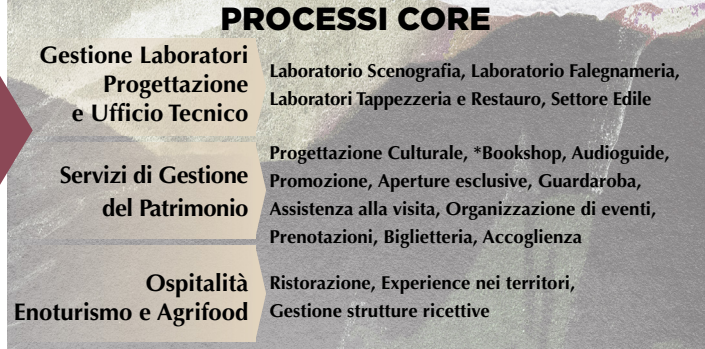 PROCESSI CORE
Gestione Laboratori
Progettazione
e Ufficio Tecnico
Laboratorio Scenografia, Laboratorio Falegnameria,
Laboratori Tappezzeria e Restauro, Settore Edile
Servizi di Gestione
del Patrimonio
Progettazione Culturale, *Bookshop, Audioguide,
Promozione, Aperture esclusive, Guardaroba,
Assistenza alla visita, Organizzazione di eventi,
Prenotazioni, Biglietteria, Accoglienza
Ospitalità
Enoturismo e Agrifood
Ristorazione, Experience nei territori,
Gestione strutture ricettive